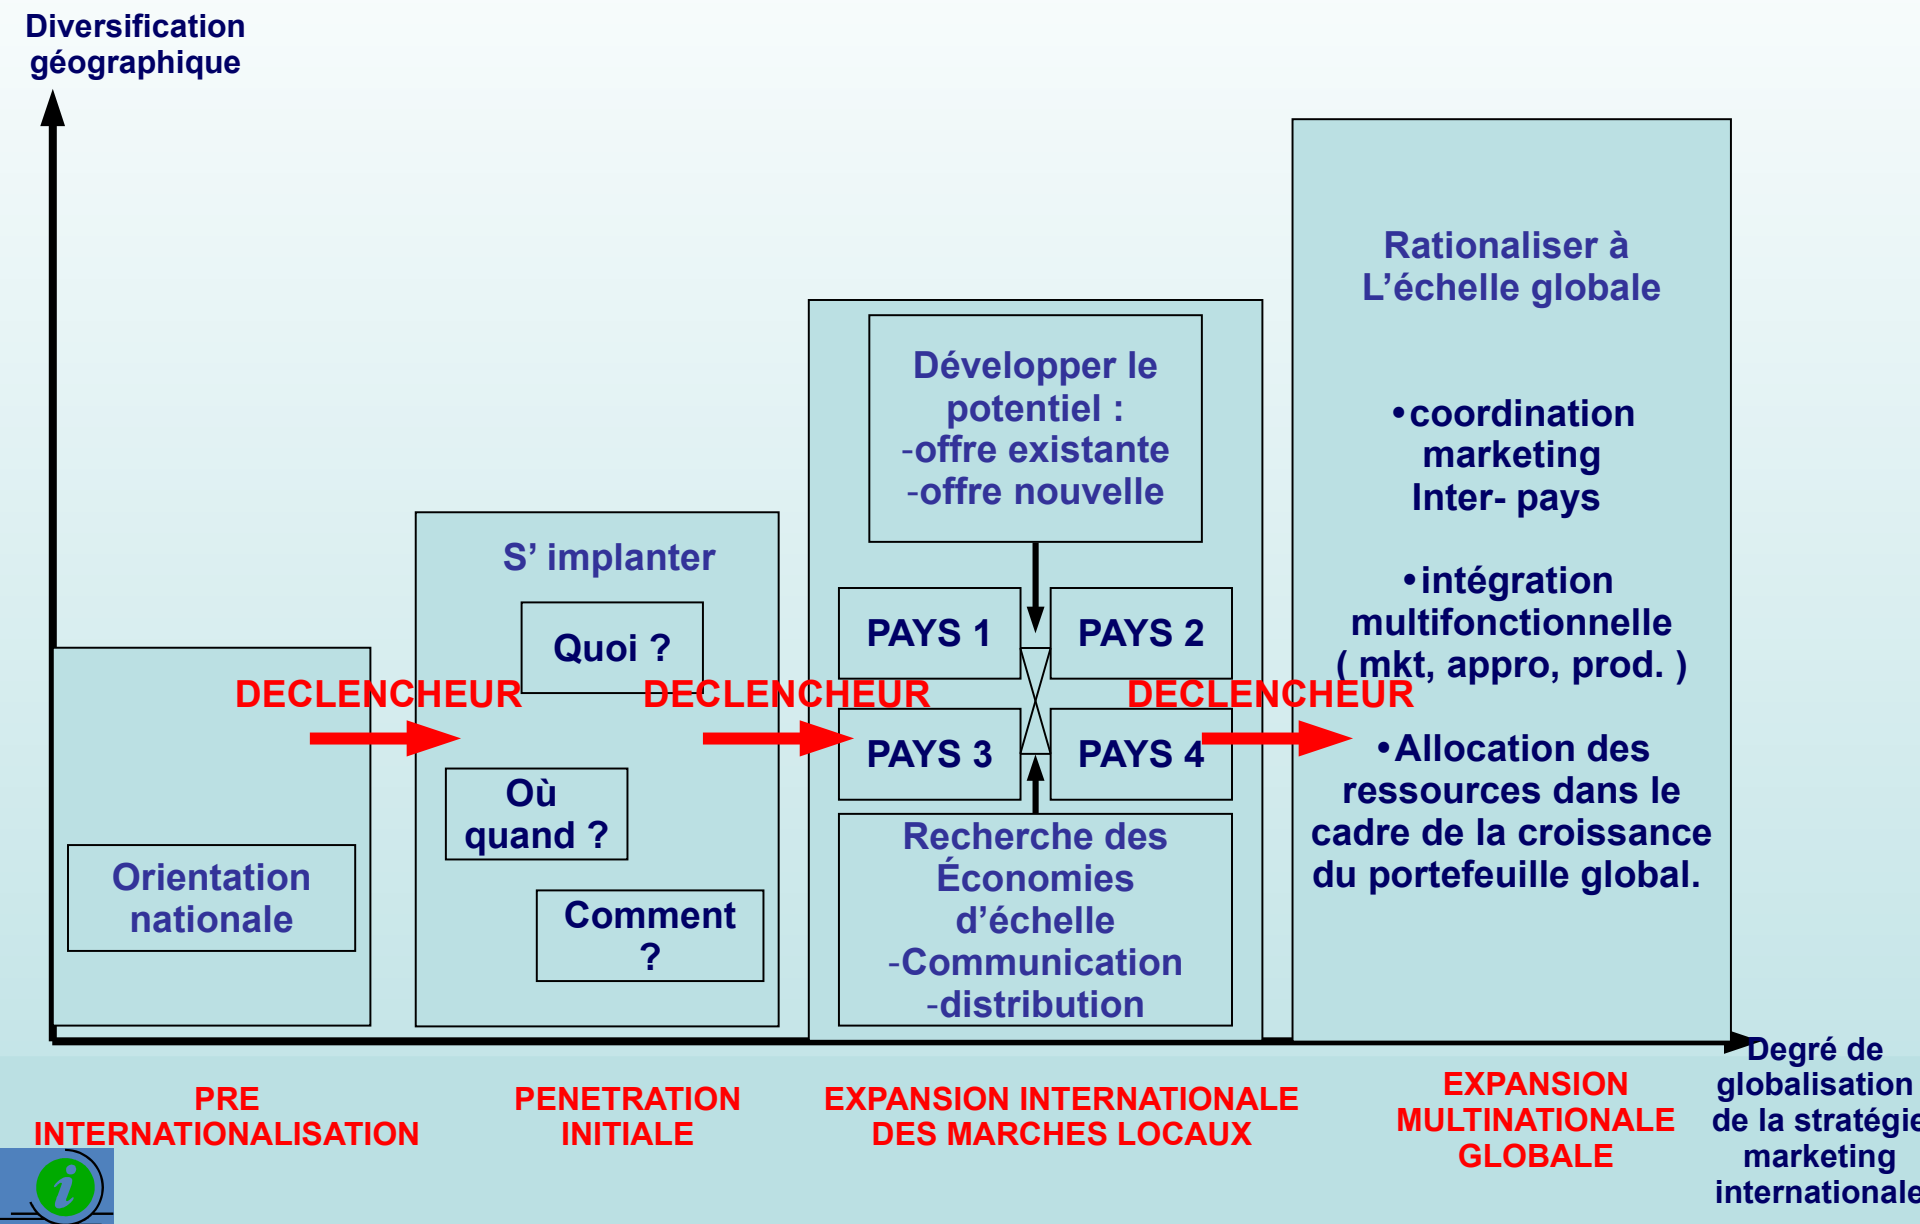 Diversification
géographique
Orientation
nationale
DECLENCHEUR
S’ implanter
Quoi ?
Où
quand ?
Comment
?
DECLENCHEUR
Développer le
potentiel :
-offre existante
-offre nouvelle
PAYS 1
PAYS 2
PAYS 3
PAYS 4
Recherche des
Économies
d’échelle
-Communication
-distribution
DECLENCHEUR
Rationaliser à
L’échelle globale
•coordination
marketing
Inter- pays
•intégration
multifonctionnelle
( mkt, appro, prod. )
•Allocation des
ressources dans le
cadre de la croissance
du portefeuille global.
PRE
INTERNATIONALISATION
PENETRATION
INITIALE
EXPANSION INTERNATIONALE
DES MARCHES LOCAUX
EXPANSION
MULTINATIONALE
GLOBALE
Degré de
globalisation
de la stratégie
marketing
internationale
i